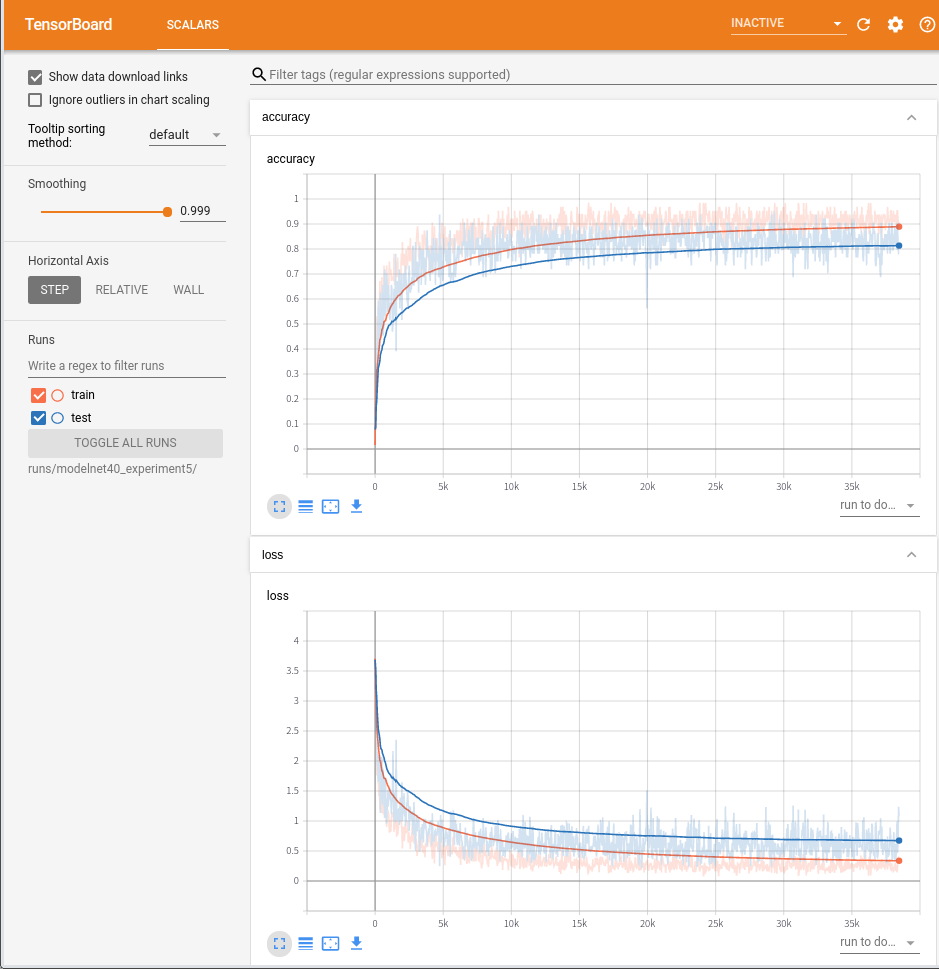 TensorBoard
SCALARS
INACTIVE
Show data download links
Ignore outliers in chart scaling
Tooltip sorting
method:
default
Smoothing
0.999
Horizontal Axis
STEP RELATIVE WALL
Runs
Write a regex to filter runs
train
test
TOGGLE ALL RUNS
runs/modelnet40_experiment5/
Filter tags (regular expressions supported)
accuracy
accuracy
1
0.9
0.8
0.7
0.6
0.5
0.4
0.3
0.2
0.1
0
0 5k 10k 15k 20k 25k 30k 35k
run to do...
loss
loss
4
3.5
3
2.5
2
1.5
1
0.5
0
0 5k 10k 15k 20k 25k 30k 35k
run to do...